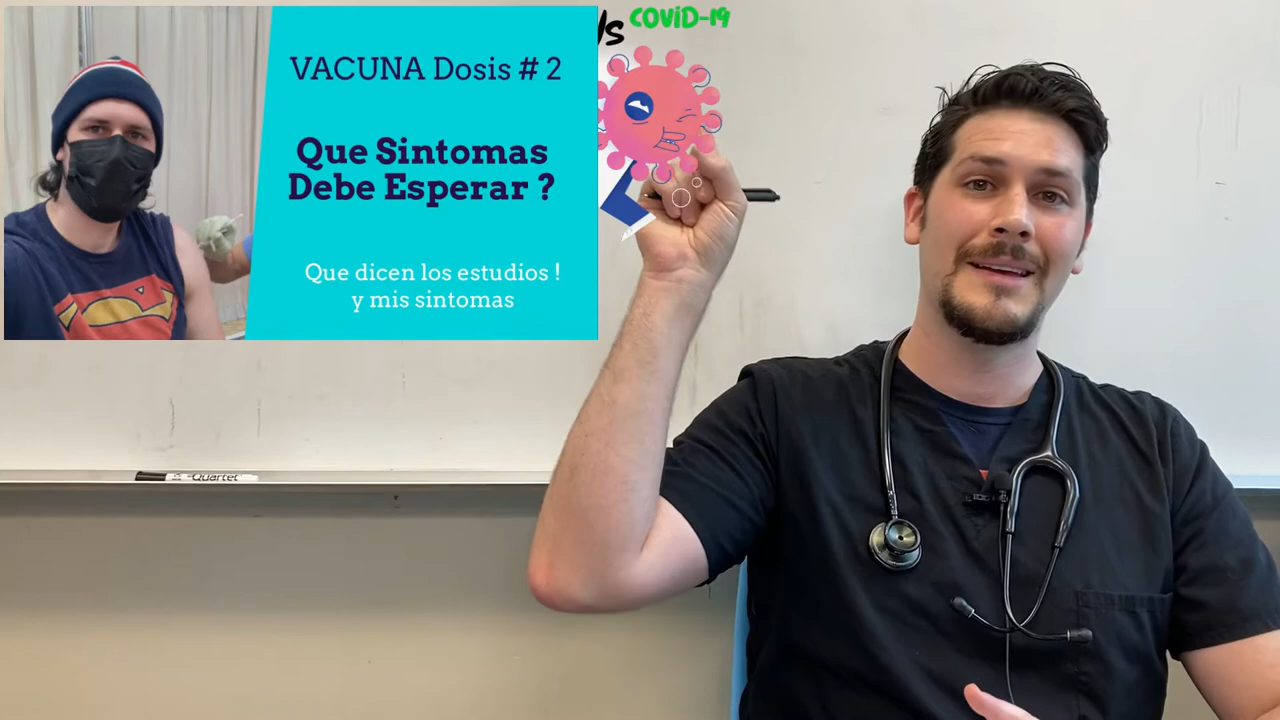 VACUNA Dosis # 2
Que Sintomas
Debe Esperar ?
Que dicen los estudios !
y mis sintomas
Vs COVID-19
Quartet